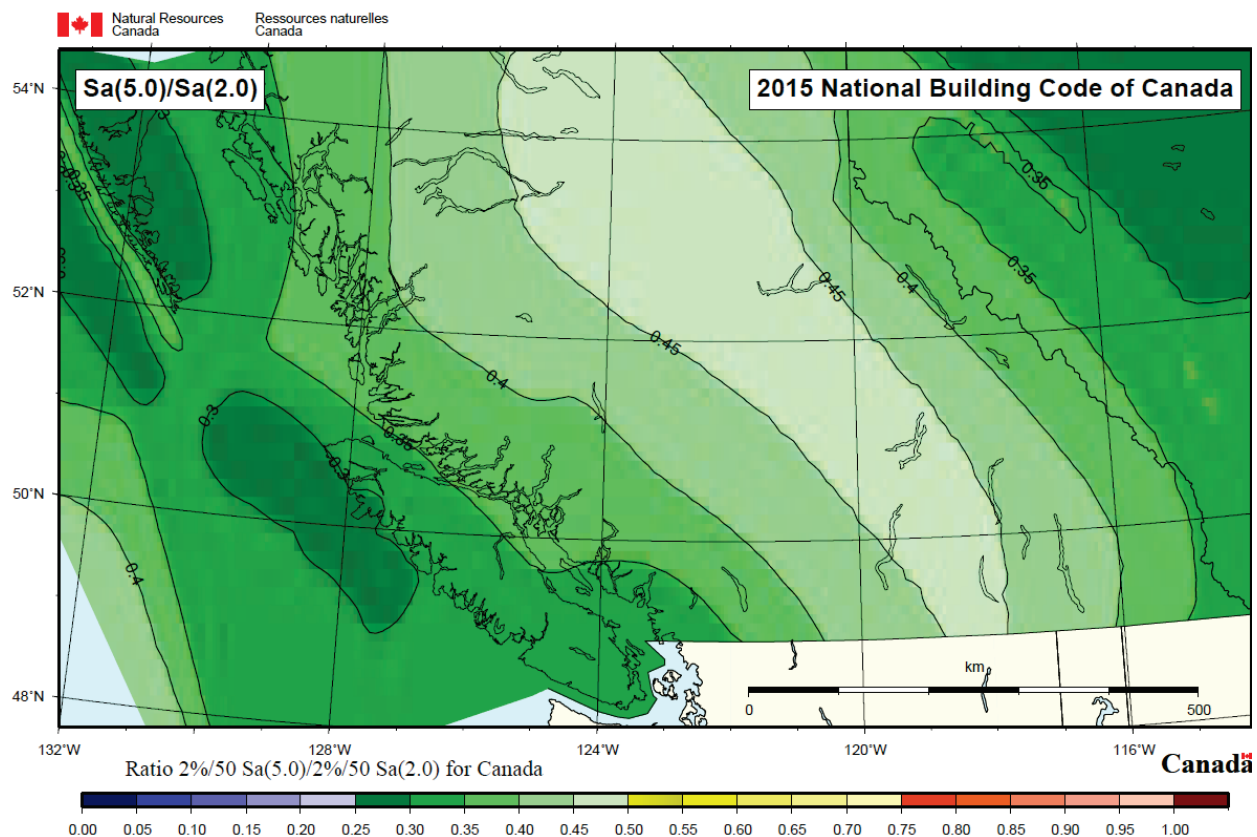 Natural Resources Canada
Ressources naturelles Canada
Sa(5.0)/Sa(2.0)
2015 National Building Code of Canada
54°N
52°N
50°N
48°N
0.35
0.35
0.35
0.45
0.4
0.45
0.4
0.3
0.35
0.3
0.4
km
0
500
132°W
128°W
124°W
120°W
116°W
Ratio 2%/50 Sa(5.0)/2%/50 Sa(2.0) for Canada
Canada
0.00 0.05 0.10 0.15 0.20 0.25 0.30 0.35 0.40 0.45 0.50 0.55 0.60 0.65 0.70 0.75 0.80 0.85 0.90 0.95 1.00